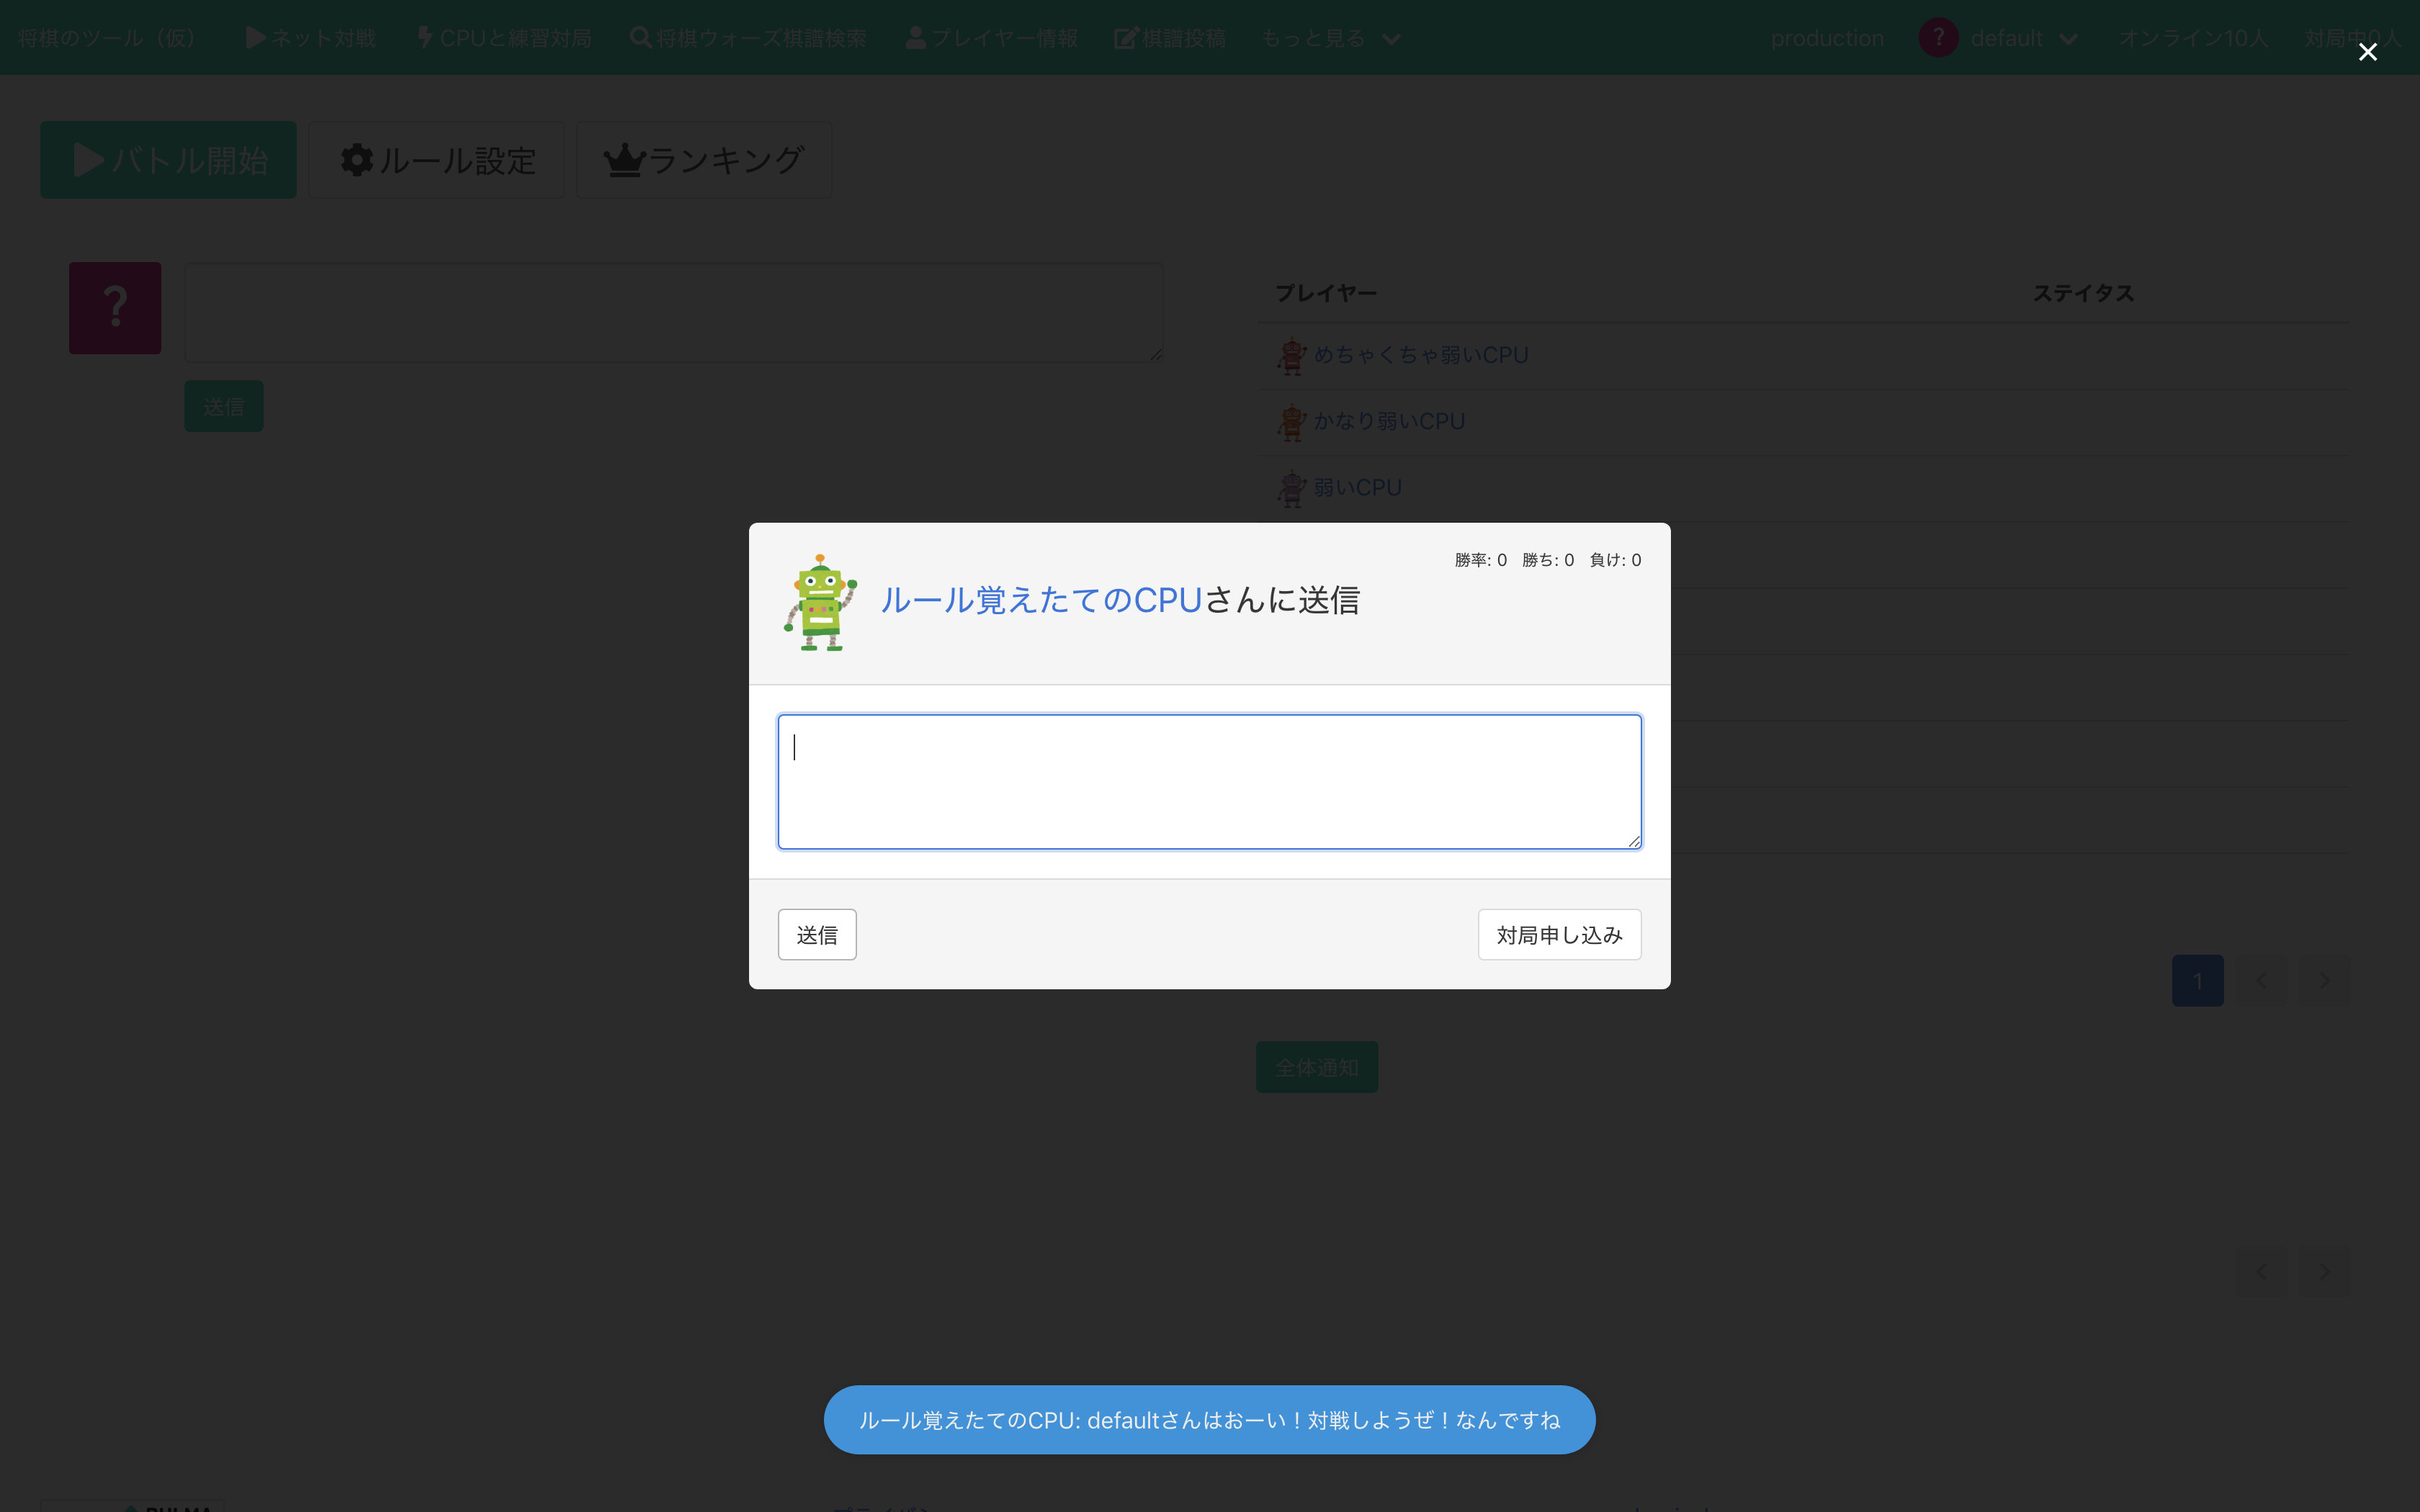 将棋のツール（仮） ネット対戦 CPUと練習対局 将棋ウォーズ棋譜検索 プレイヤー情報 棋譜投稿 もっと見る production ? default オンライン10人 対局中0人
バトル開始 ルール設定 ランキング
?
送信
プレイヤー ステイタス
めちゃくちゃ弱いCPU
かなり弱いCPU
弱いCPU
勝率: 0 勝ち: 0 負け: 0
ルール覚えたてのCPUさんに送信
送信 対局申し込み
1
全体通知
ルール覚えたてのCPU: defaultさんはおーい！対戦しようぜ！なんですね
BULMA